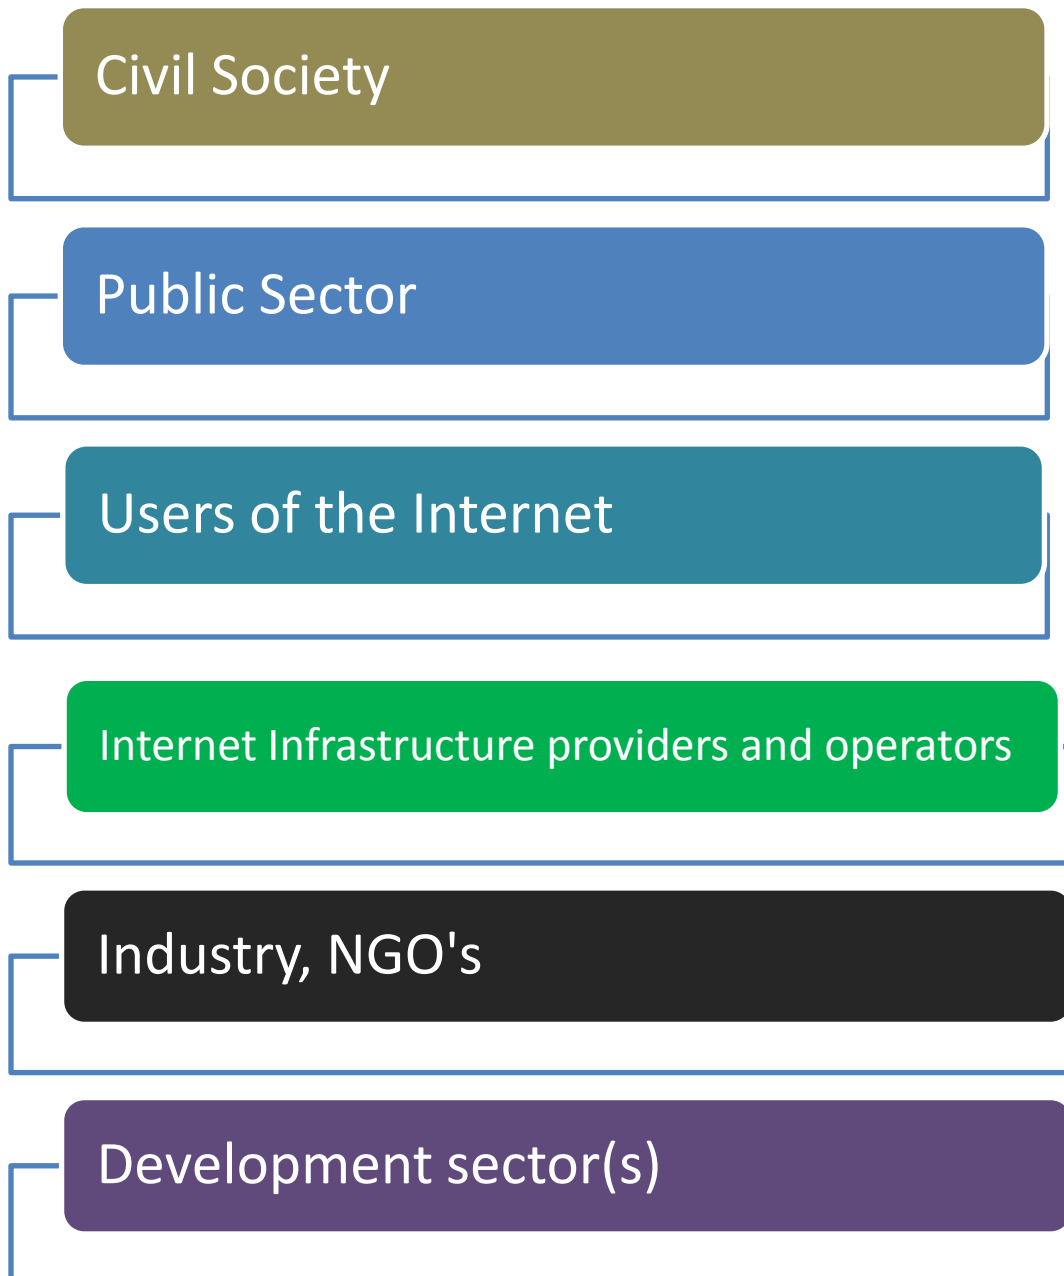 Civil Society
Public Sector
Users of the Internet
Internet Infrastructure providers and operators
Industry, NGO's
Development sector(s)